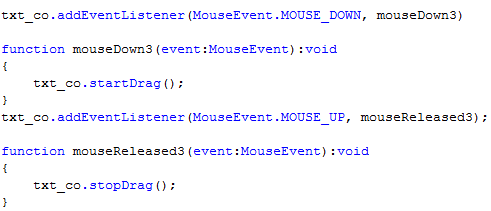 txt_co.addEventListener(MouseEvent.MOUSE_DOWN, mouseDown3)
function mouseDown3(event:MouseEvent):void
{
txt_co.startDrag();
}
txt_co.addEventListener(MouseEvent.MOUSE_UP, mouseReleased3);
function mouseReleased3(event:MouseEvent):void
{
txt_co.stopDrag();
}